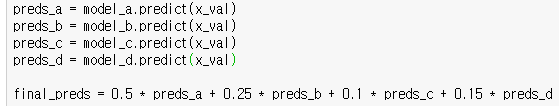 preds_a = model_a.predict(x_val)
preds_b = model_b.predict(x_val)
preds_c = model_c.predict(x_val)
preds_d = model_d.predict(x_val)
final_preds = 0.5 * preds_a + 0.25 * preds_b + 0.1 * preds_c + 0.15 * preds_d